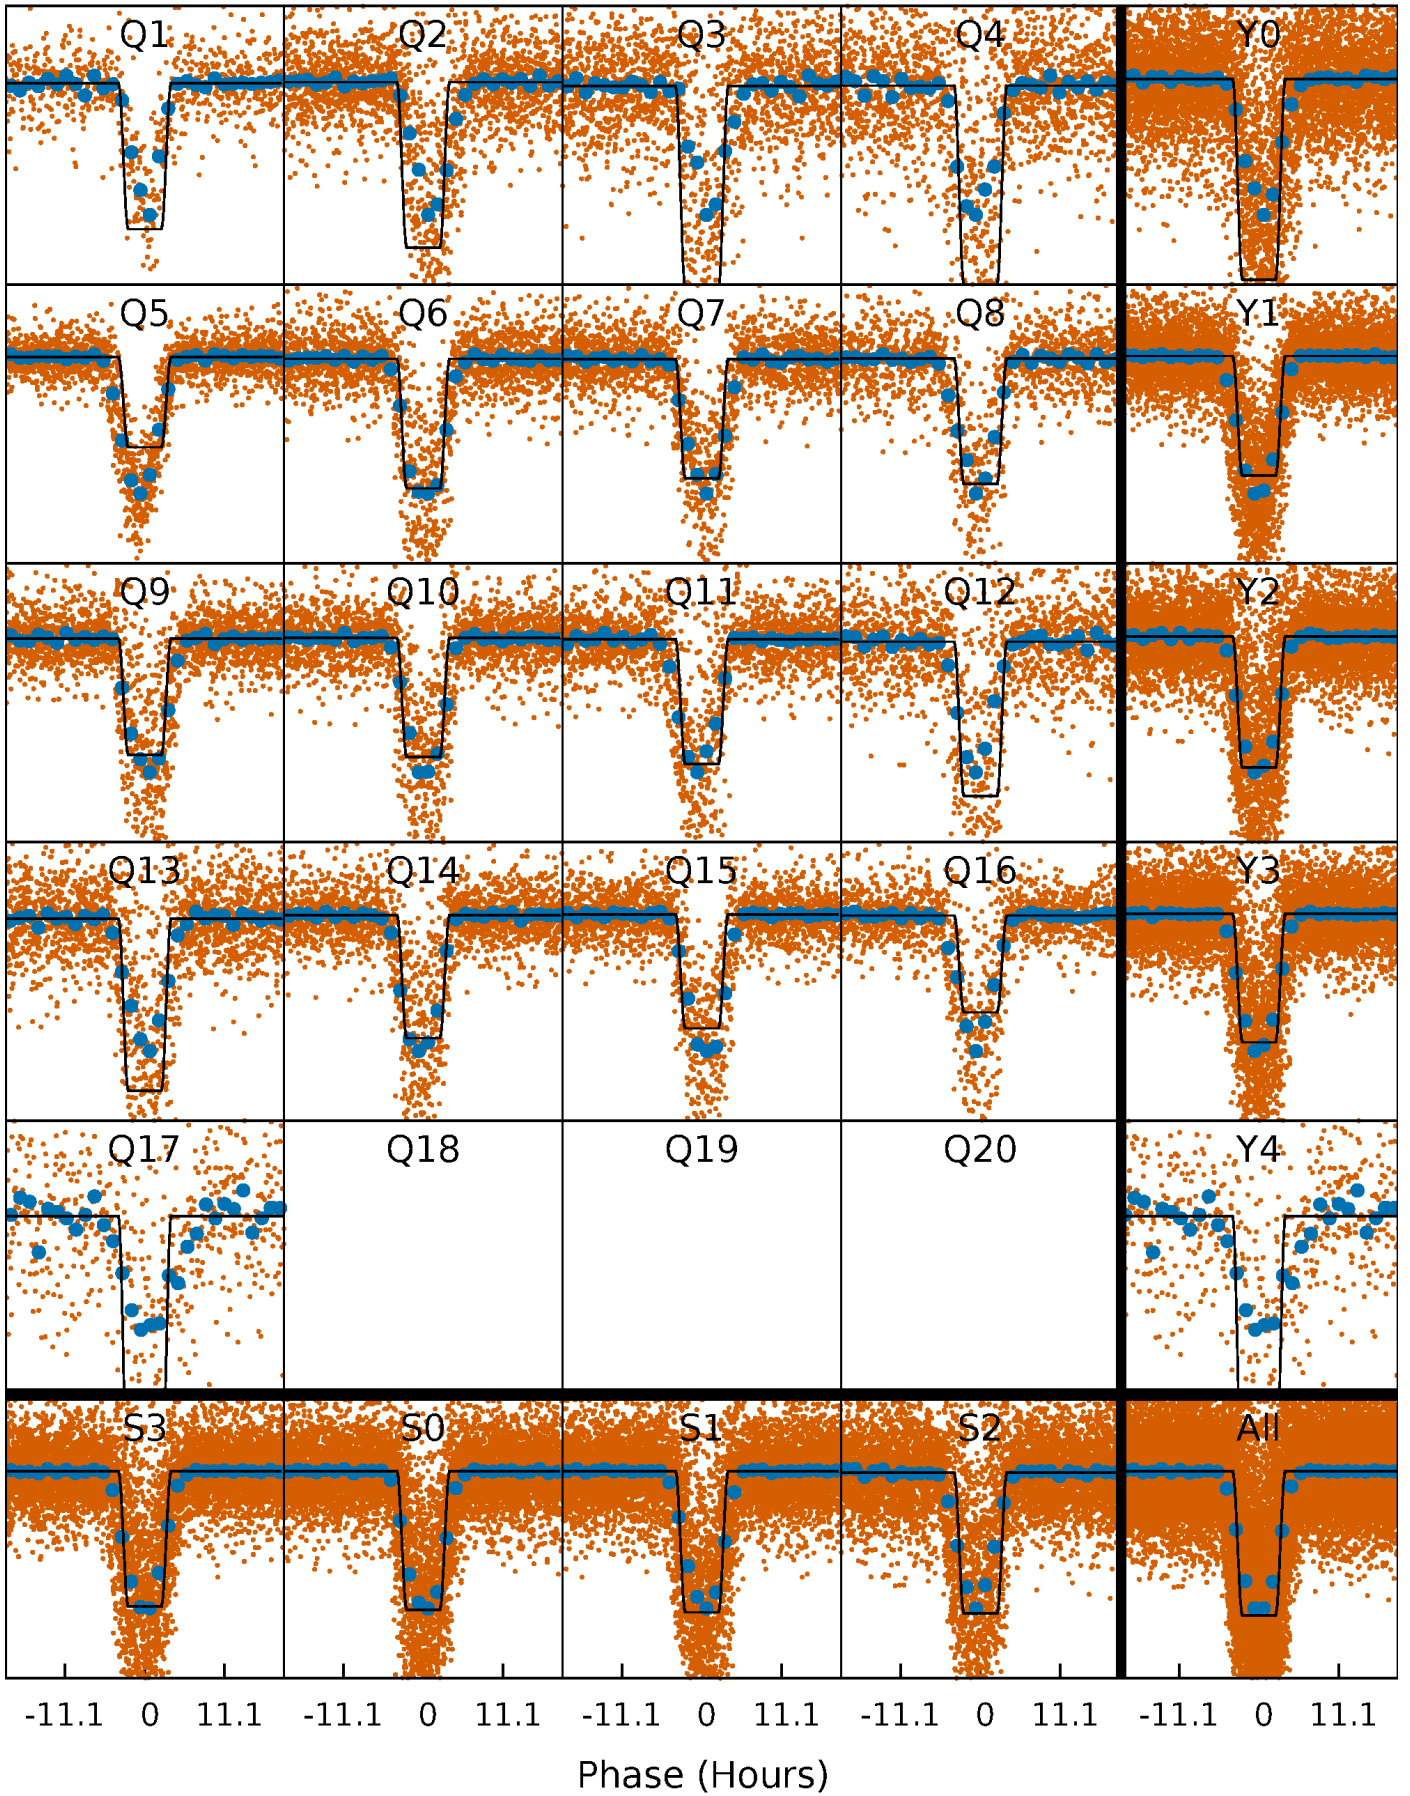 Q1 Q2 Q3 Q4 Y0
Q5 Q6 Q7 Q8 Y1
Q9 Q10 Q11 Q12 Y2
Q13 Q14 Q15 Q16 Y3
Q17 Q18 Q19 Q20 Y4
S3 S0 S1 S2 All
-11.1 0 11.1 -11.1 0 11.1 -11.1 0 11.1 -11.1 0 11.1 -11.1 0 11.1
Phase (Hours)